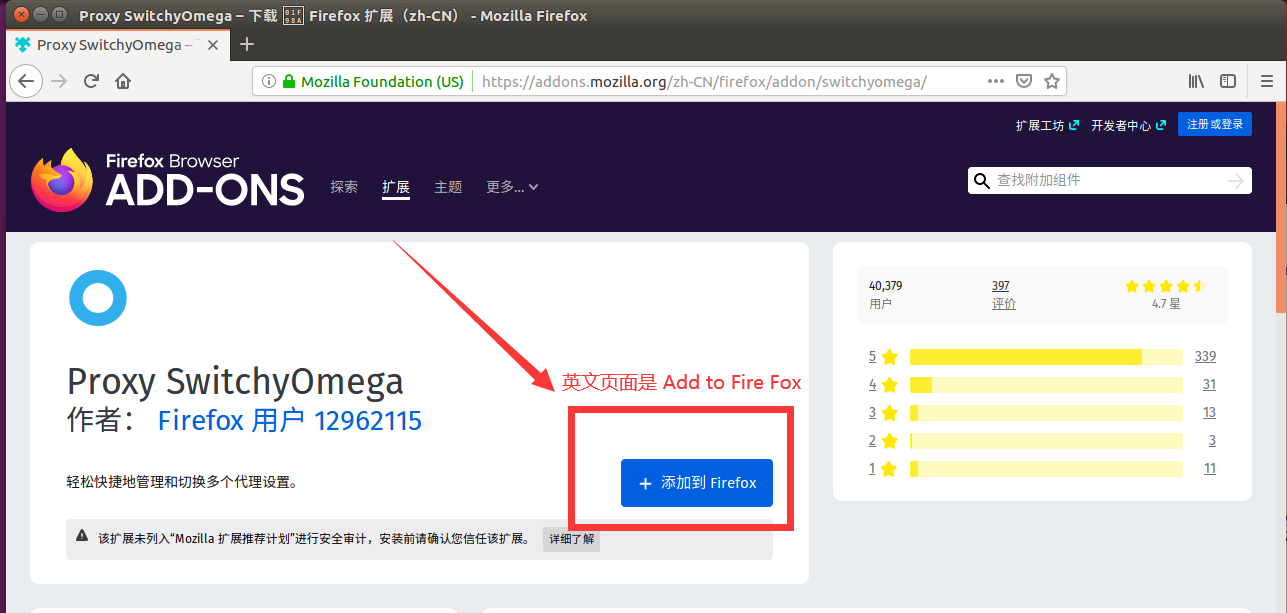 Proxy SwitchyOmega – 下载 01F98A Firefox 扩展（zh-CN） - Mozilla Firefox
Proxy SwitchyOmega –
Mozilla Foundation (US) https://addons.mozilla.org/zh-CN/firefox/addon/switchyomega/
扩展工坊 开发者中心 注册或登录
Firefox Browser
ADD-ONS
探索 扩展 主题 更多...
查找附加组件
Proxy SwitchyOmega
作者： Firefox 用户 12962115
轻松快捷地管理和切换多个代理设置。
英文页面是 Add to Fire Fox
+ 添加到 Firefox
该扩展未列入“Mozilla 扩展推荐计划”进行安全审计，安装前请确认您信任该扩展。 详细了解
40,379 397
用户 评价 4.7 星
5 339
4 31
3 13
2 3
1 11